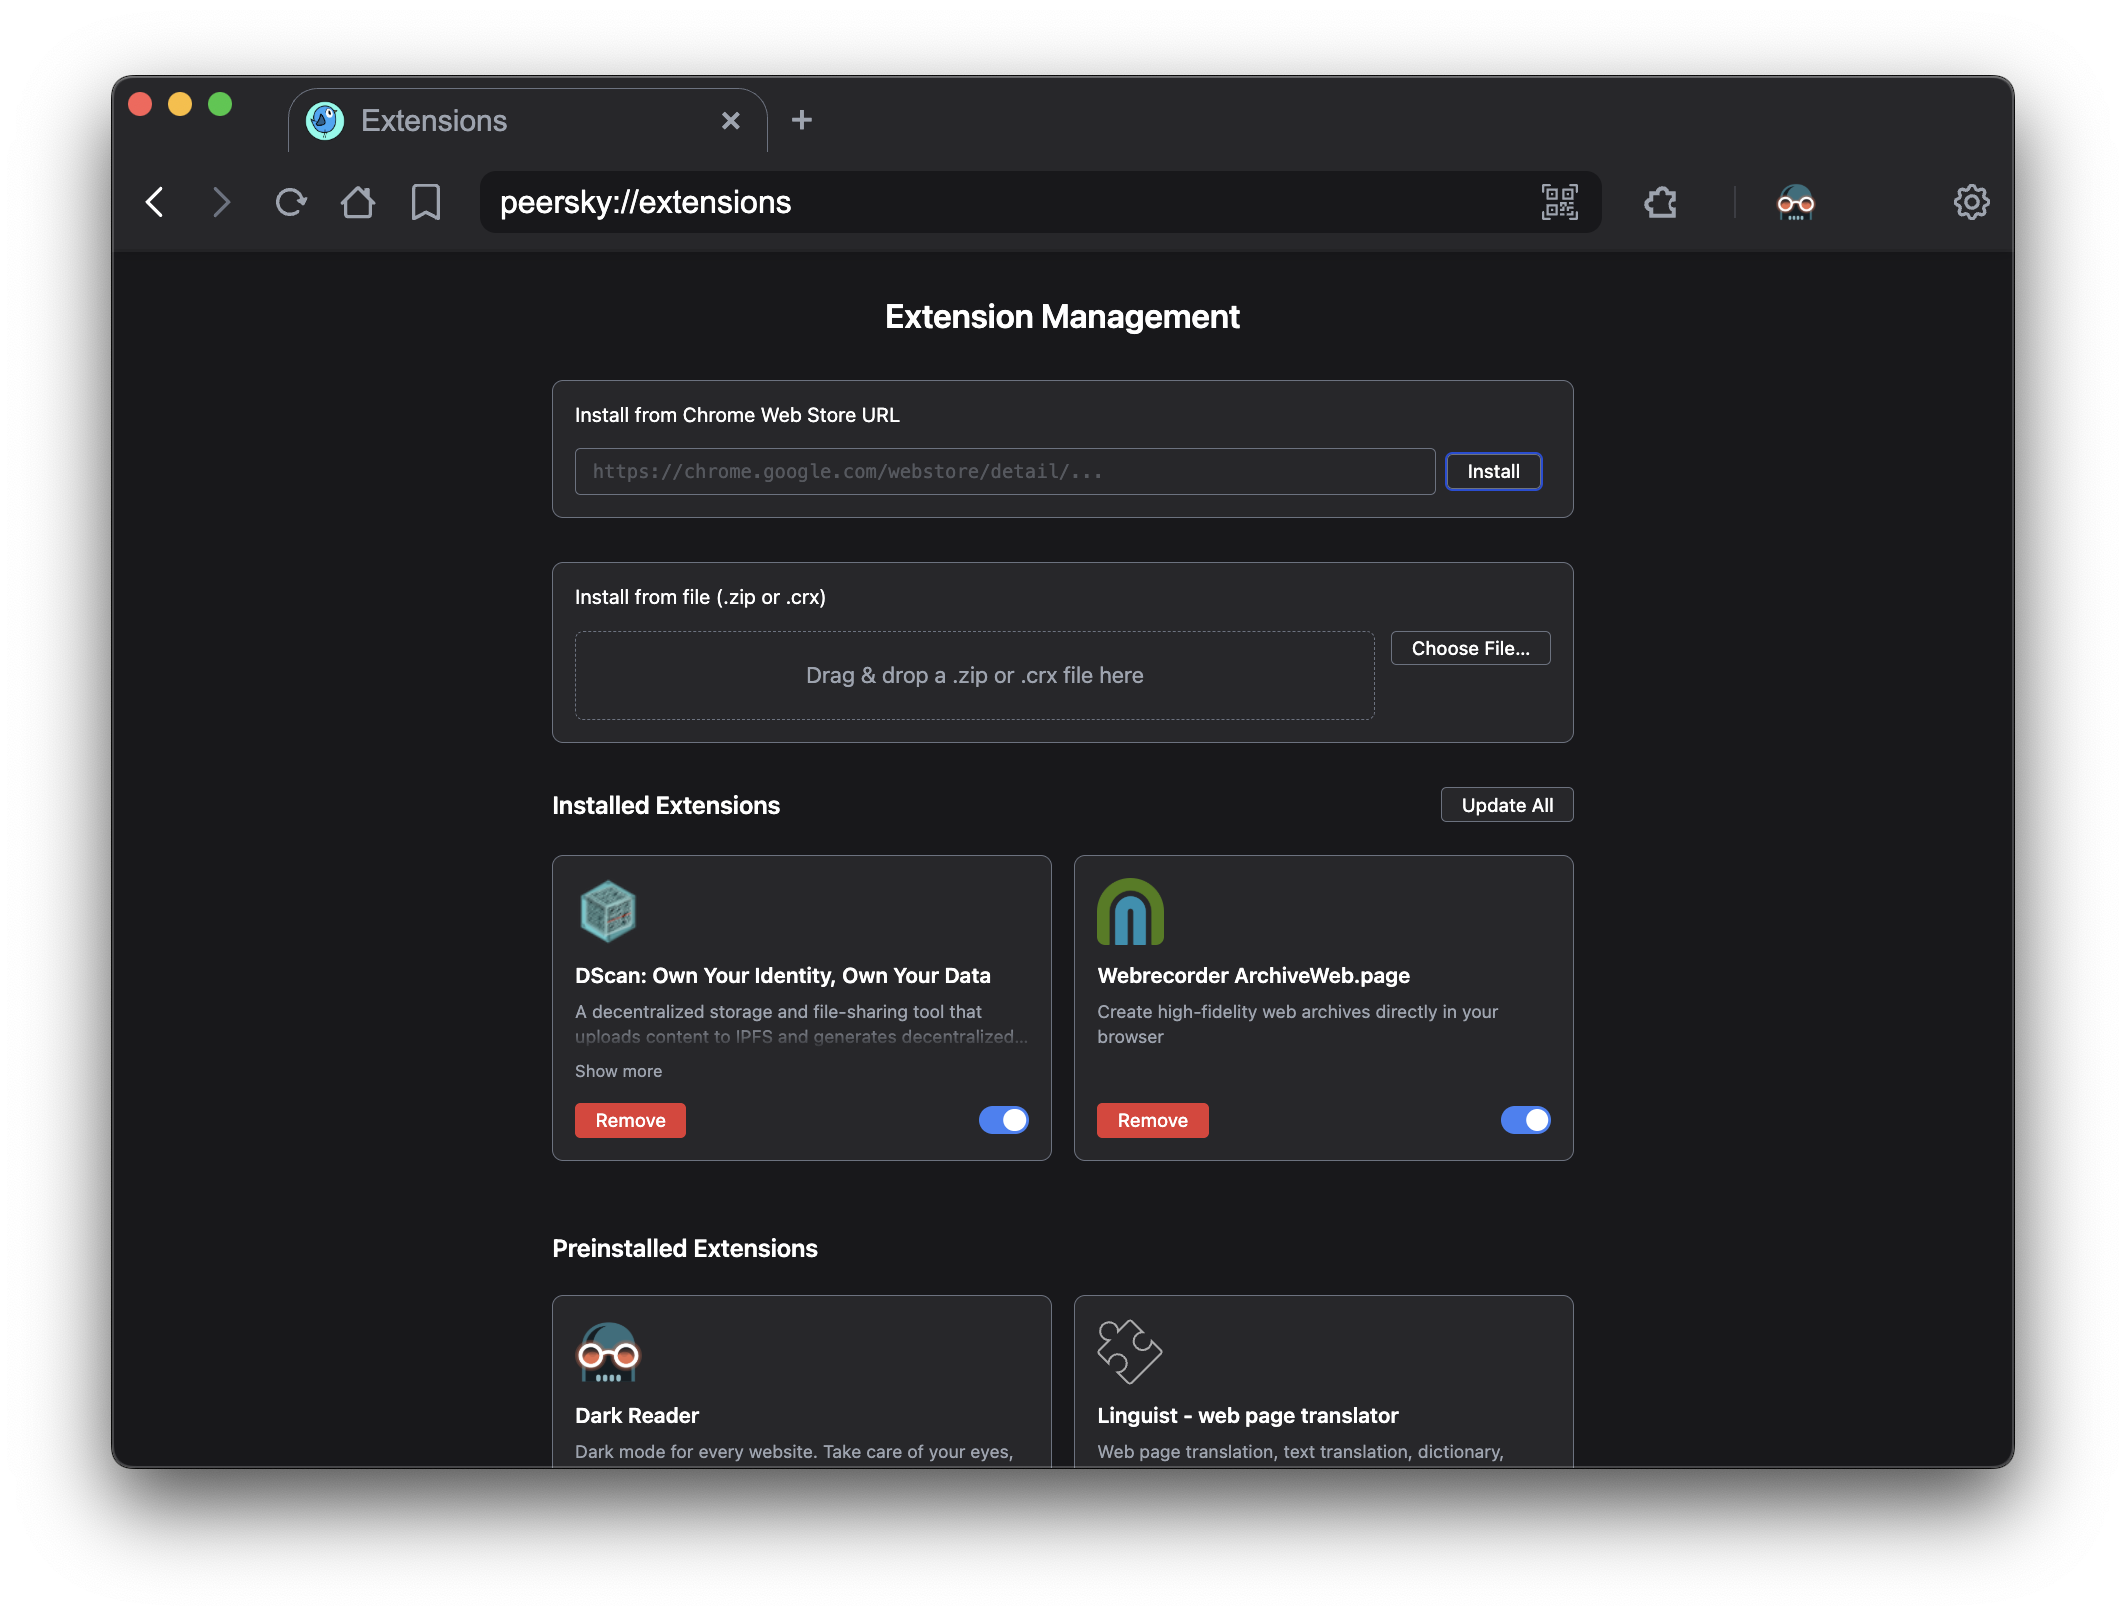 Extensions
peersky://extensions
Extension Management
Install from Chrome Web Store URL
https://chrome.google.com/webstore/detail/...
Install
Install from file (.zip or .crx)
Drag & drop a .zip or .crx file here
Choose File...
Installed Extensions
Update All
DScan: Own Your Identity, Own Your Data
A decentralized storage and file-sharing tool that
uploads content to IPFS and generates decentralized...
Show more
Remove
Webrecorder ArchiveWeb.page
Create high-fidelity web archives directly in your
browser
Remove
Preinstalled Extensions
Dark Reader
Dark mode for every website. Take care of your eyes,
Linguist - web page translator
Web page translation, text translation, dictionary,